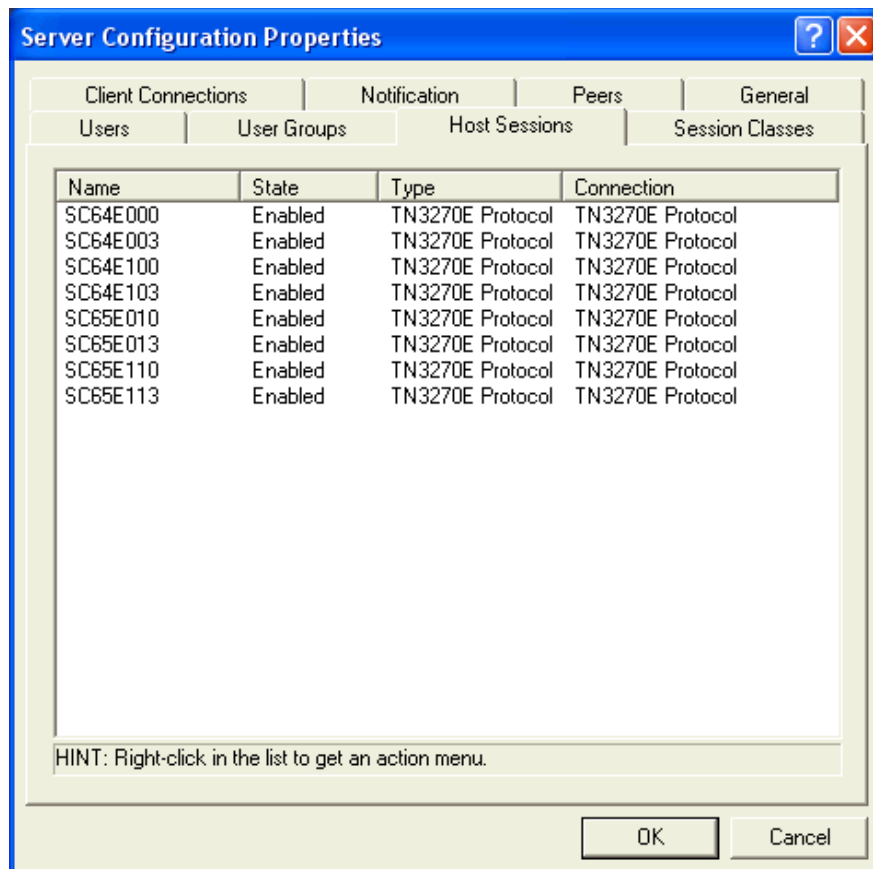 Server Configuration Properties
Client Connections Notification Peers General
Users User Groups Host Sessions Session Classes
Name State Type Connection
SC64E000 Enabled TN3270E Protocol TN3270E Protocol
SC64E003 Enabled TN3270E Protocol TN3270E Protocol
SC64E100 Enabled TN3270E Protocol TN3270E Protocol
SC64E103 Enabled TN3270E Protocol TN3270E Protocol
SC65E010 Enabled TN3270E Protocol TN3270E Protocol
SC65E013 Enabled TN3270E Protocol TN3270E Protocol
SC65E110 Enabled TN3270E Protocol TN3270E Protocol
SC65E113 Enabled TN3270E Protocol TN3270E Protocol
HINT: Right-click in the list to get an action menu.
OK Cancel